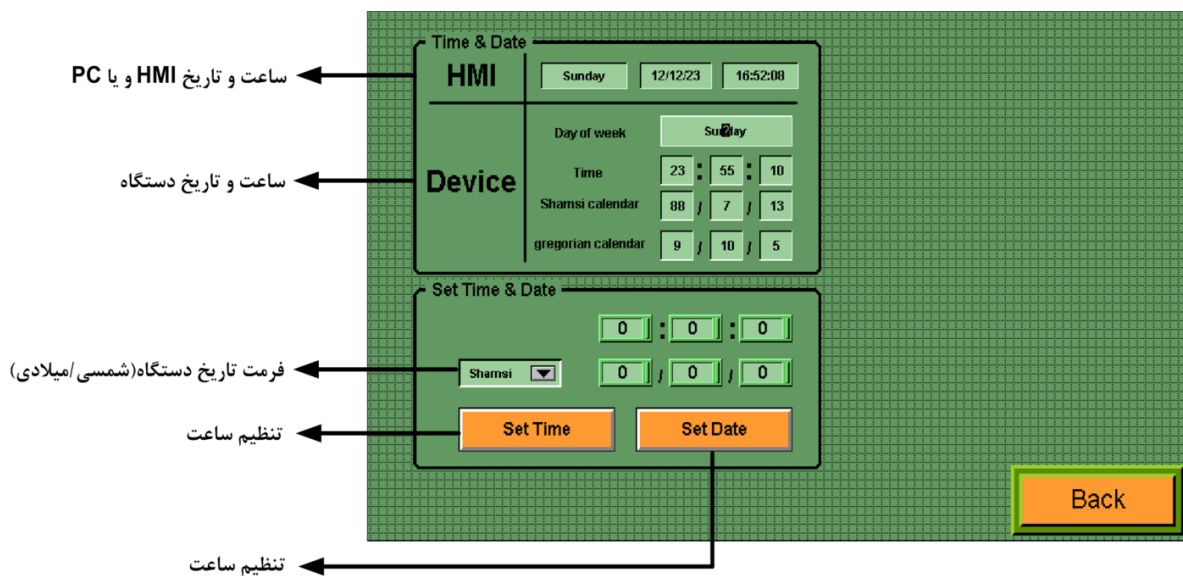 Time & Date
ساعت و تاریخ HMI و یا PC
HMI
Sunday 12/12/23 16:52:08
Day of week Sun?day
ساعت و تاریخ دستگاه
Device
Time 23 : 55 : 10
Shamsi calendar 88 / 7 / 13
gregorian calendar 9 / 10 / 5
Set Time & Date
0 : 0 : 0
فرمت تاریخ دستگاه(شمسی/میلادی)
Shamsi 0 / 0 / 0
تنظیم ساعت
Set Time Set Date
Back
تنظیم ساعت